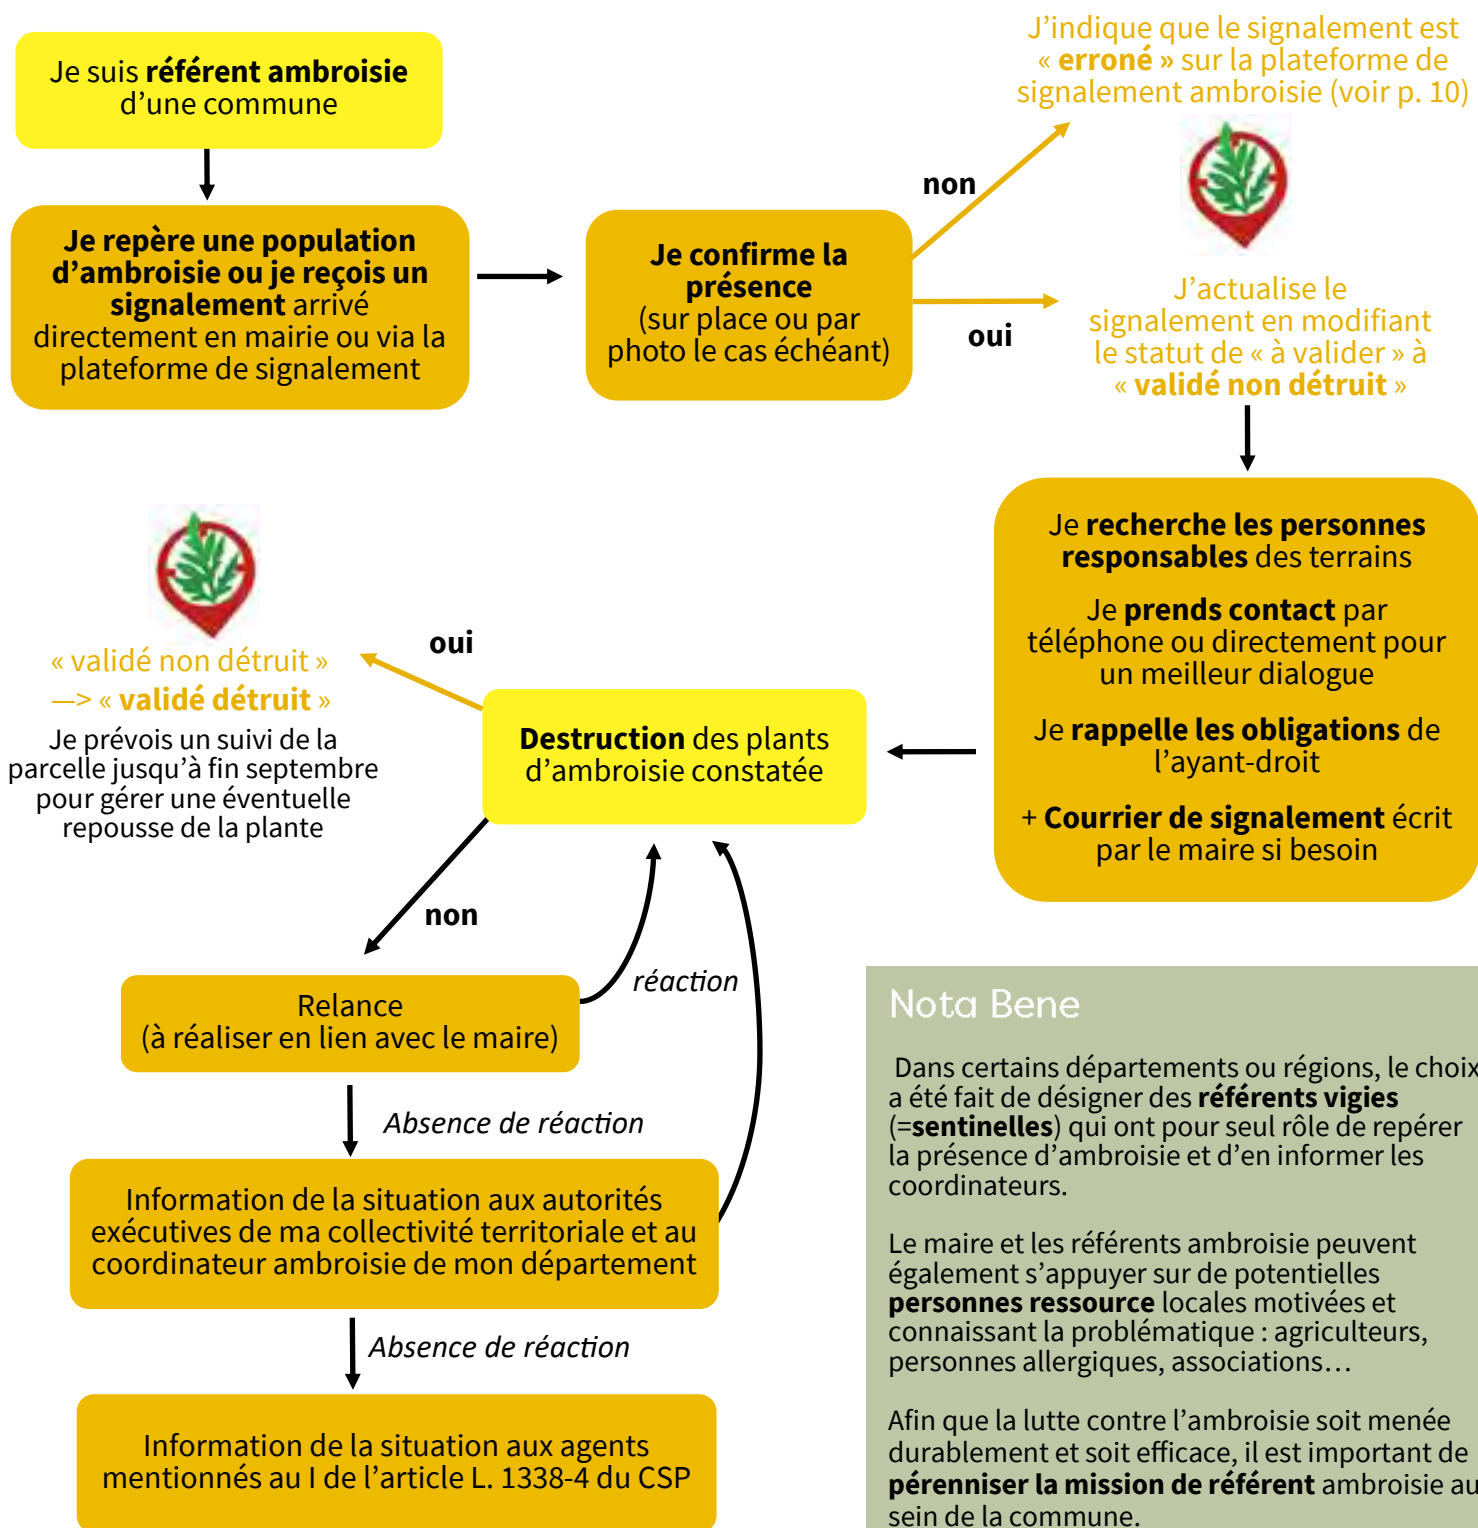 Je suis référent ambroisie
d'une commune
J'indique que le signalement est
« erroné » sur la plateforme de
signalement ambroisie (voir p. 10)
non
Je repère une population
d'ambroisie ou je reçois un
signalement arrivé
directement en mairie ou via la
plateforme de signalement
Je confirme la
présence
(sur place ou par
photo le cas échéant)
oui
J'actualise le
signalement en modifiant
le statut de « à valider » à
« validé non détruit »
Je recherche les personnes
responsables des terrains
Je prends contact par
téléphone ou directement pour
un meilleur dialogue
Je rappelle les obligations de
l'ayant-droit
+ Courrier de signalement écrit
par le maire si besoin
Destruction des plants
d'ambroisie constatée
oui
« validé non détruit »
—> « validé détruit »
Je prévois un suivi de la
parcelle jusqu'à fin septembre
pour gérer une éventuelle
repousse de la plante
non
Relance
(à réaliser en lien avec le maire)
réaction
Absence de réaction
Information de la situation aux autorités
exécutives de ma collectivité territoriale et au
coordinateur ambroisie de mon département
Absence de réaction
Information de la situation aux agents
mentionnés au I de l'article L. 1338-4 du CSP
Nota Bene
Dans certains départements ou régions, le choix
a été fait de désigner des référents vigies
(=sentinelles) qui ont pour seul rôle de repérer
la présence d'ambroisie et d'en informer les
coordinateurs.
Le maire et les référents ambroisie peuvent
également s'appuyer sur de potentielles
personnes ressource locales motivées et
connaissant la problématique : agriculteurs,
personnes allergiques, associations…
Afin que la lutte contre l'ambroisie soit menée
durablement et soit efficace, il est important de
pérenniser la mission de référent ambroisie au
sein de la commune.